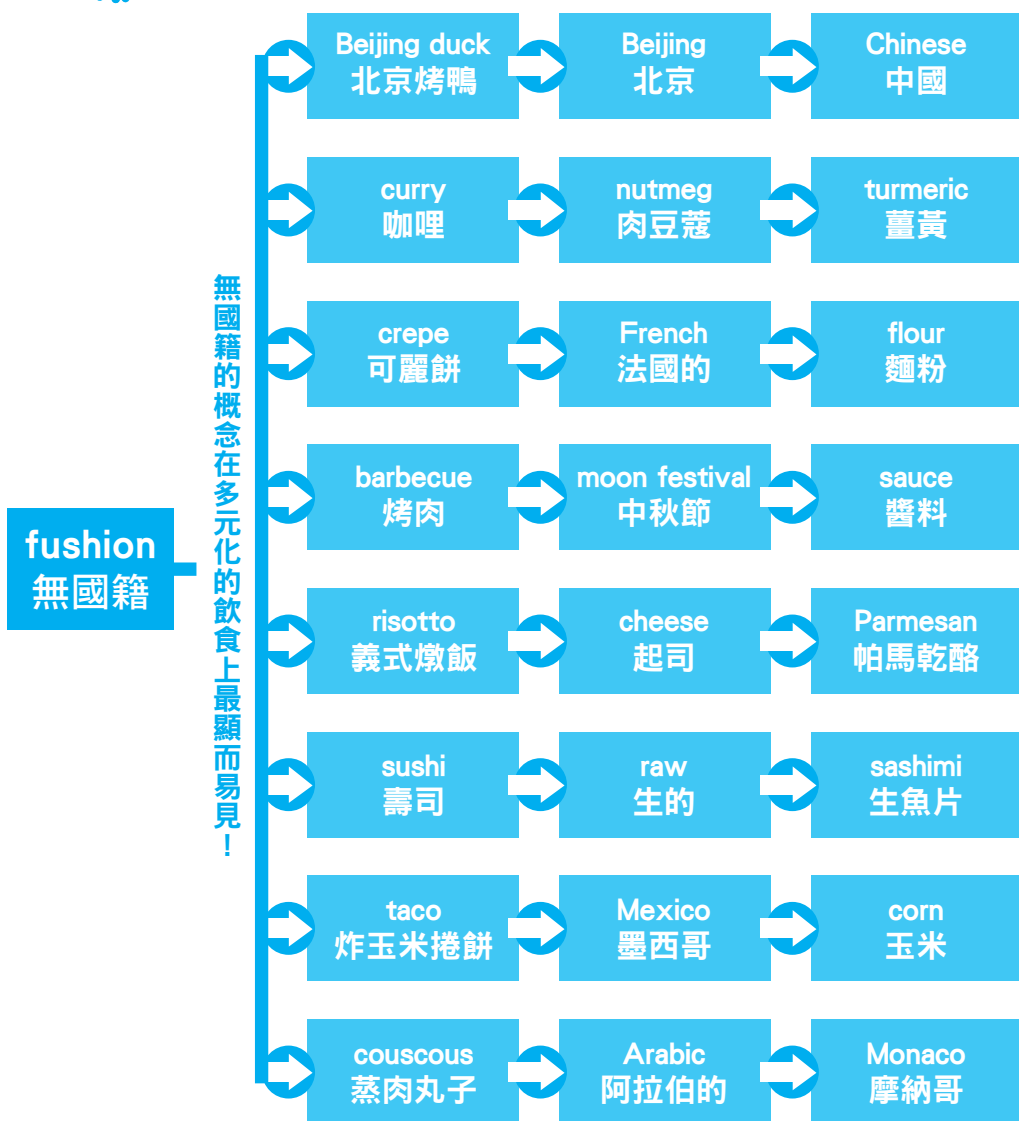 fushion
無國籍
無國籍的概念在多元化的飲食上最顯而易見！
Beijing duck
北京烤鴨
Beijing
北京
Chinese
中國
curry
咖哩
nutmeg
肉豆蔻
turmeric
薑黃
crepe
可麗餅
French
法國的
flour
麵粉
barbecue
烤肉
moon festival
中秋節
sauce
醬料
risotto
義式燉飯
cheese
起司
Parmesan
帕馬乾酪
sushi
壽司
raw
生的
sashimi
生魚片
taco
炸玉米捲餅
Mexico
墨西哥
corn
玉米
couscous
蒸肉丸子
Arabic
阿拉伯的
Monaco
摩納哥